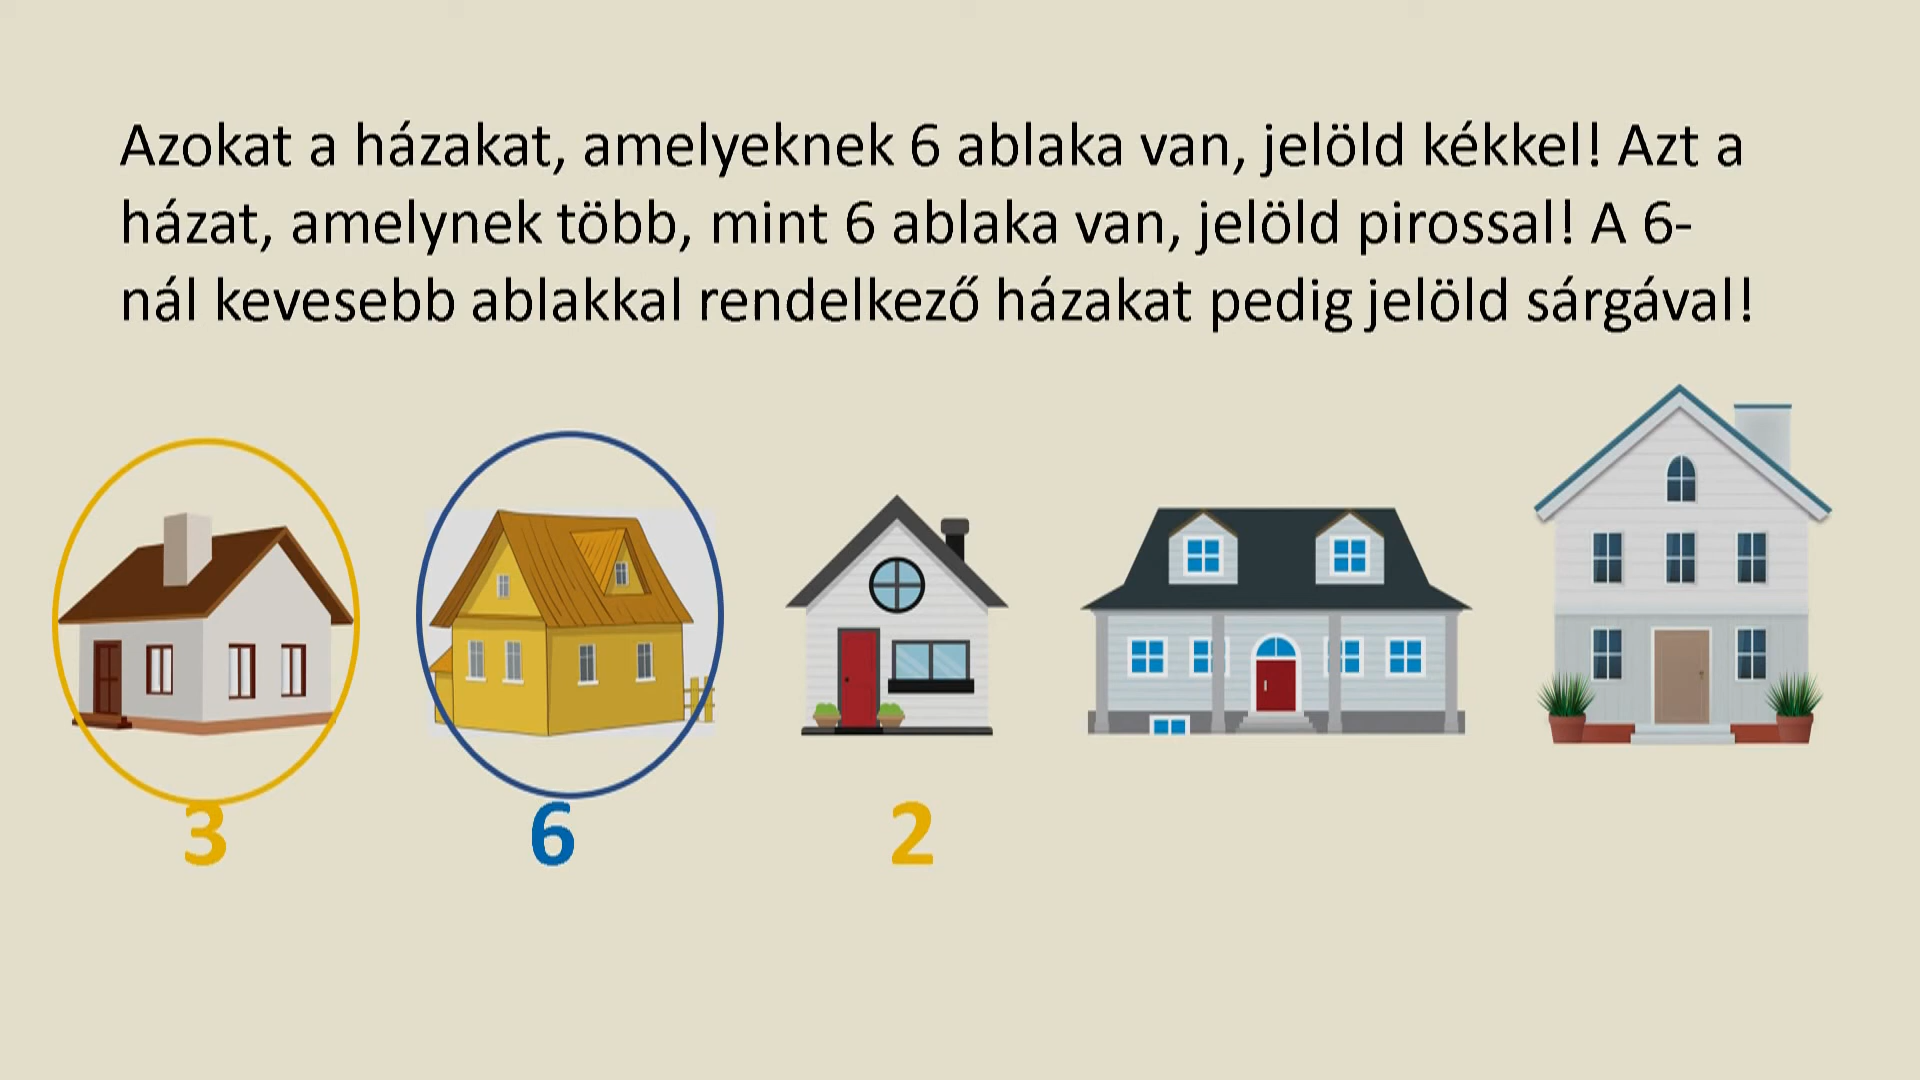 Azokat a házakat, amelyeknek 6 ablaka van, jelöld kékkel! Azt a
házat, amelynek több, mint 6 ablaka van, jelöld pirossal! A 6-
nál kevesebb ablakkal rendelkező házakat pedig jelöld sárgával!
3 6 2